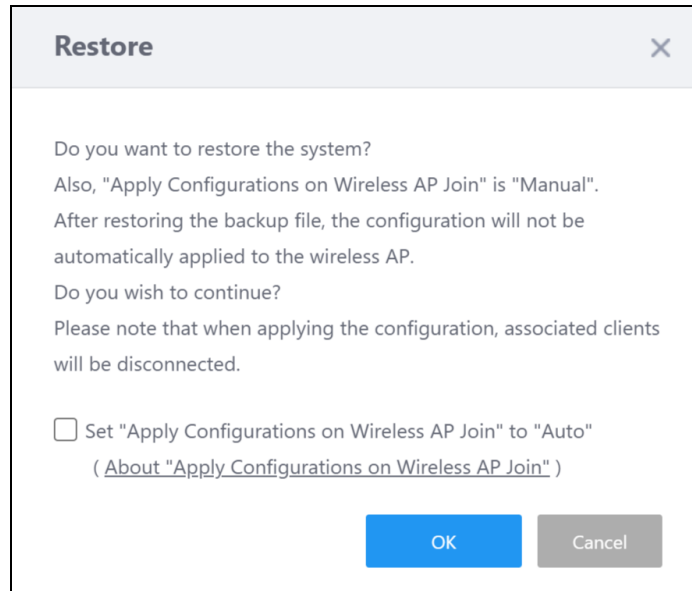 Restore
Do you want to restore the system?
Also, "Apply Configurations on Wireless AP Join" is "Manual".
After restoring the backup file, the configuration will not be
automatically applied to the wireless AP.
Do you wish to continue?
Please note that when applying the configuration, associated clients
will be disconnected.
Set "Apply Configurations on Wireless AP Join" to "Auto"
( About "Apply Configurations on Wireless AP Join" )
OK Cancel